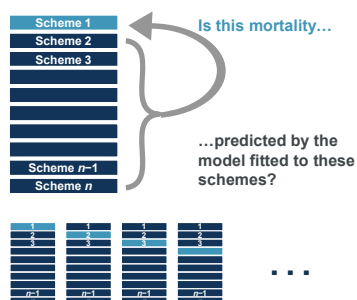 Scheme 1
Scheme 2
Scheme 3
Scheme n−1
Scheme n
Is this mortality…
…predicted by the
model fitted to these
schemes?
1 1 1 1
2 2 2 2
3 3 3 3
n−1 n−1 n−1 n−1
...